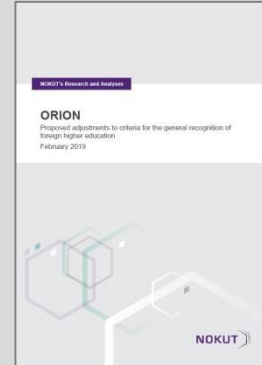 NOKUT's Research and Analyses
ORION
Proposed adjustments to criteria for the general recognition of
foreign higher education
February 2019
NOKUT